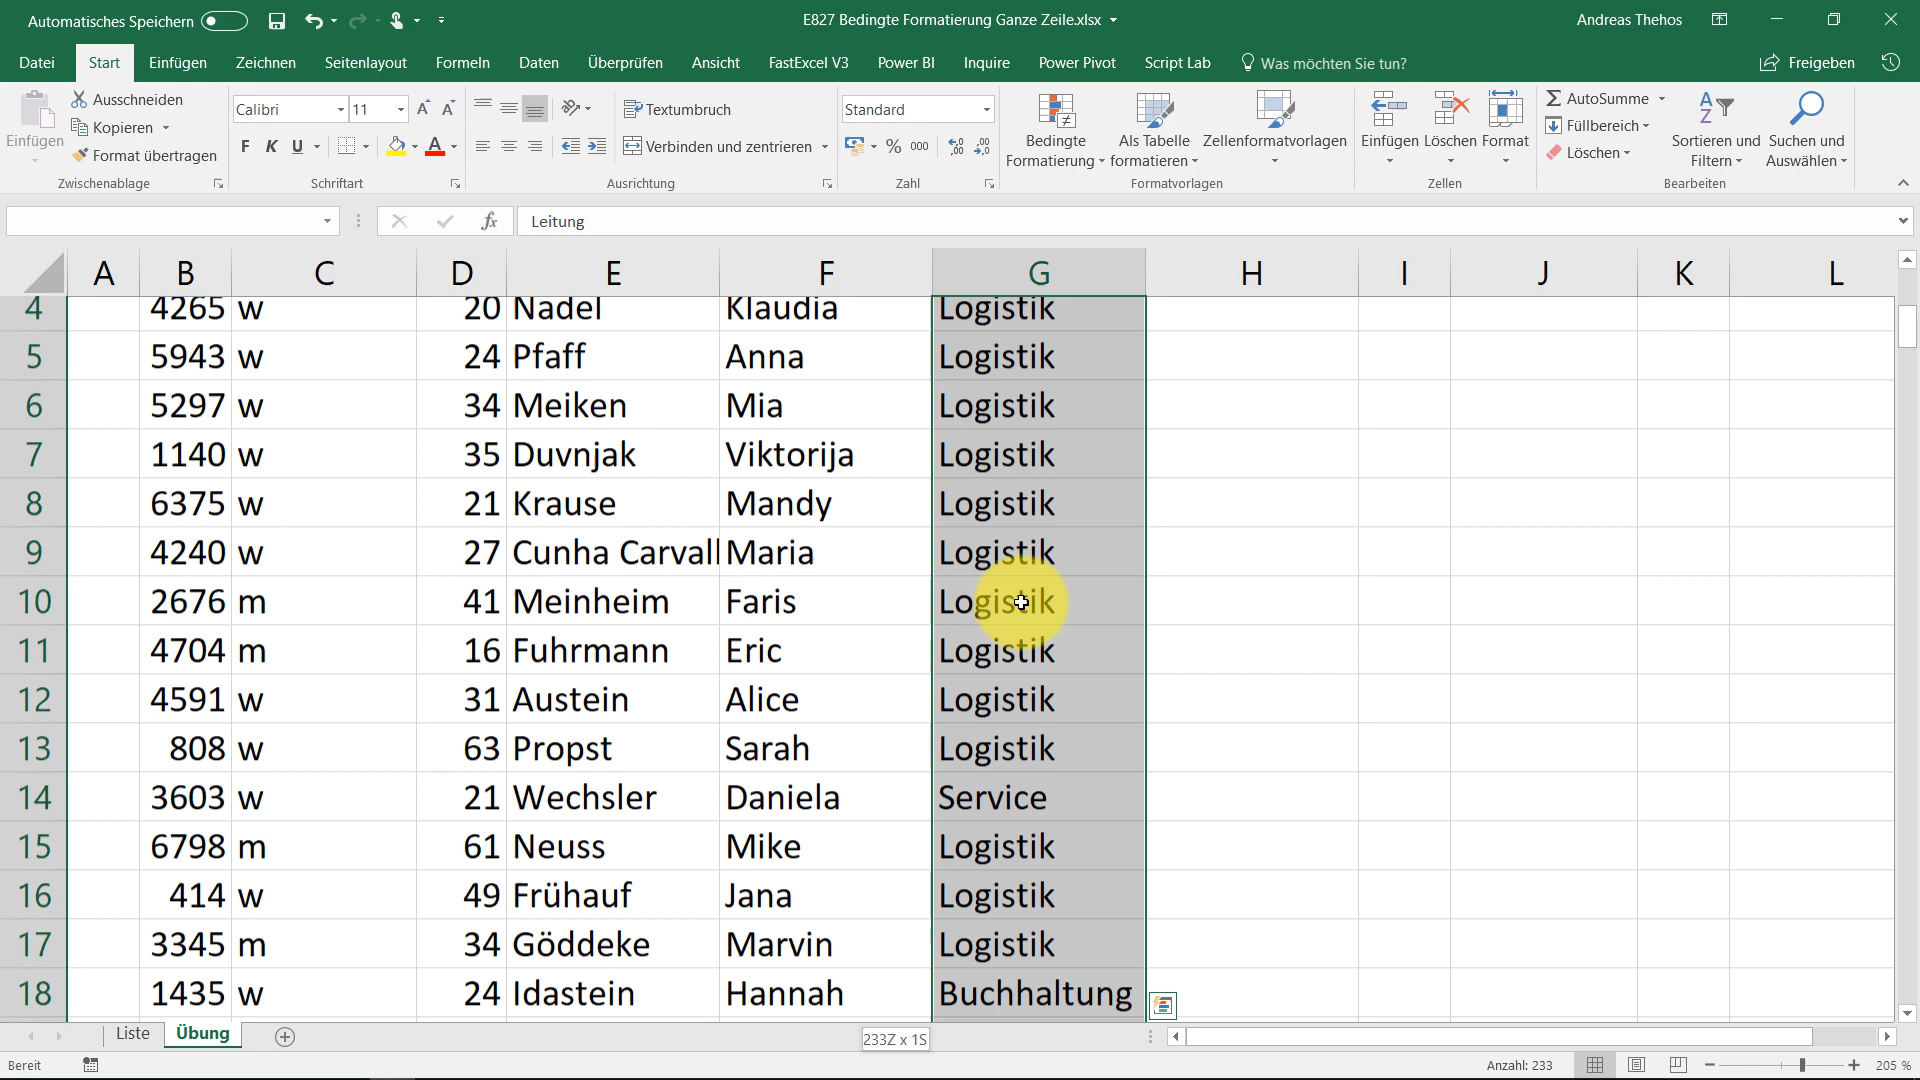 Automatisches Speichern
E827 Bedingte Formatierung Ganze Zeile.xlsx
Andreas Thehos
Datei Start Einfügen Zeichnen Seitenlayout Formeln Daten Überprüfen Ansicht FastExcel V3 Power BI Inquire Power Pivot Script Lab Was möchten Sie tun? Freigeben
Einfügen
Ausschneiden
Kopieren
Format übertragen
Zwischenablage
Calibri 11
F K U
Schriftart
Textumbruch
Verbinden und zentrieren
Ausrichtung
Standard
% 000
Zahl
Bedingte Formatierung
Als Tabelle formatieren
Zellenformatvorlagen
Formatvorlagen
Einfügen Löschen Format
Zellen
AutoSumme
Füllbereich
Löschen
Sortieren und Filtern
Suchen und Auswählen
Bearbeiten
fx Leitung
A B C D E F G H I J K L
4 4265 w 20 Nadel Klaudia Logistik
5 5943 w 24 Pfaff Anna Logistik
6 5297 w 34 Meiken Mia Logistik
7 1140 w 35 Duvnjak Viktorija Logistik
8 6375 w 21 Krause Mandy Logistik
9 4240 w 27 Cunha Carvall Maria Logistik
10 2676 m 41 Meinheim Faris Logistik
11 4704 m 16 Fuhrmann Eric Logistik
12 4591 w 31 Austein Alice Logistik
13 808 w 63 Propst Sarah Logistik
14 3603 w 21 Wechsler Daniela Service
15 6798 m 61 Neuss Mike Logistik
16 414 w 49 Frühauf Jana Logistik
17 3345 m 34 Göddeke Marvin Logistik
18 1435 w 24 Idastein Hannah Buchhaltung
Liste Übung
233Z x 1S
Bereit
Anzahl: 233
205 %